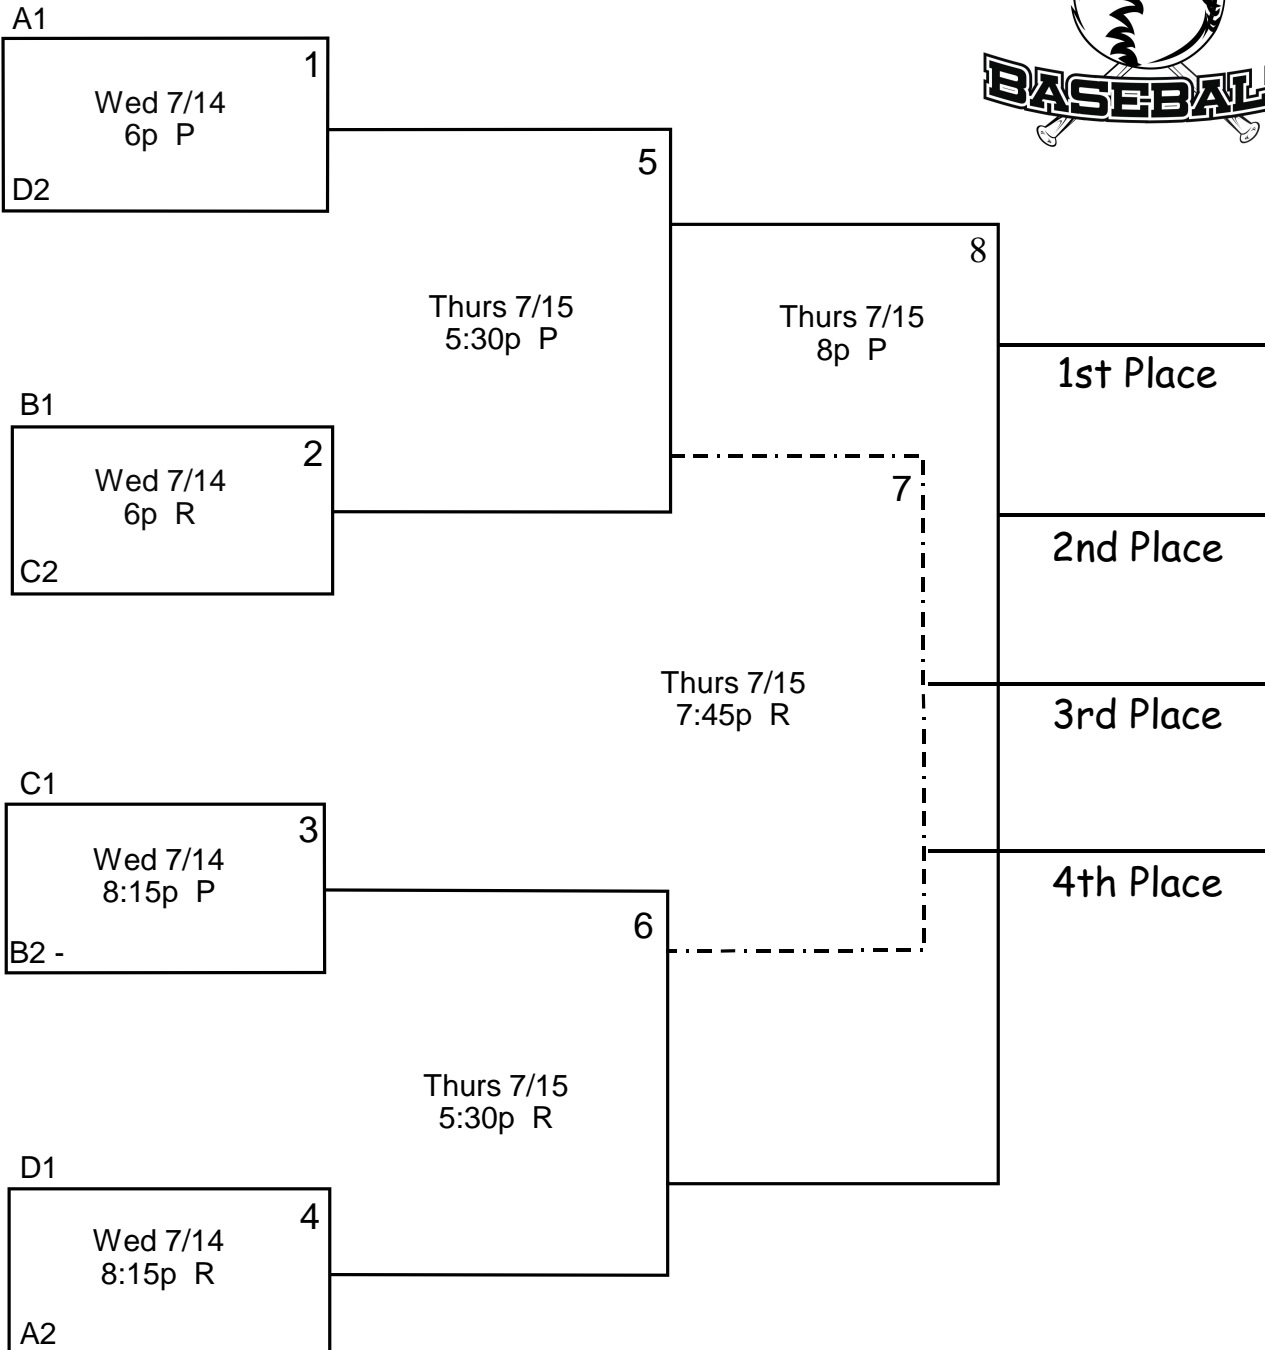 A1
1
Wed 7/14
6p P
D2
BASEBAL
5
8
Thurs 7/15
5:30p P
Thurs 7/15
8p P
1st Place
B1
2
Wed 7/14
6p R
C2
7
2nd Place
Thurs 7/15
7:45p R
3rd Place
C1
3
Wed 7/14
8:15p P
B2 -
4th Place
6
Thurs 7/15
5:30p R
D1
4
Wed 7/14
8:15p R
A2